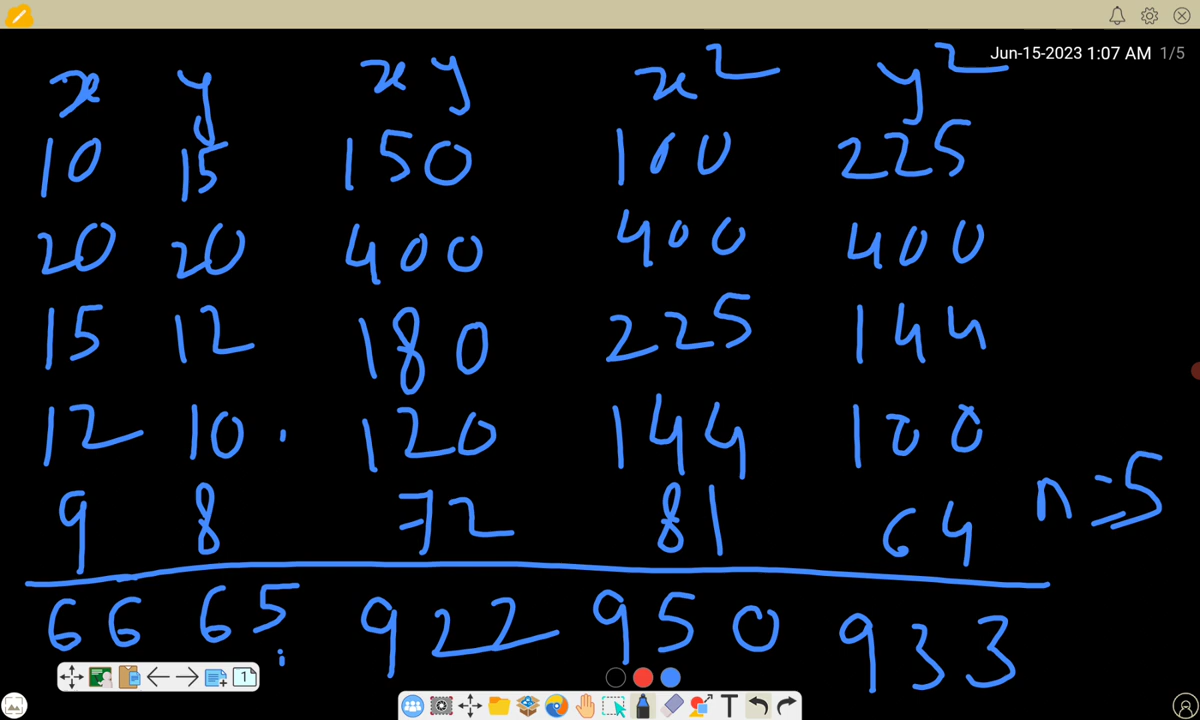 Jun-15-2023 1:07 AM 1/5
x y xy x² y²
10 15 150 100 225
20 20 400 400 400
15 12 180 225 144
12 10 . 120 144 100
9 8 72 81 64
n = 5
66 65 922 950 933
1
T